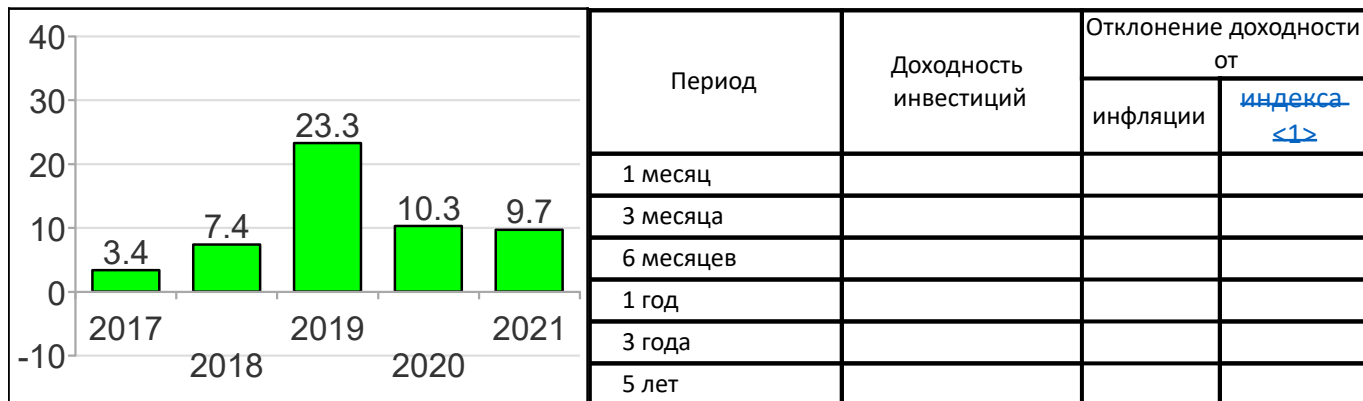 40
30
20
10
0
-10
3.4
7.4
23.3
10.3
9.7
2017
2018
2019
2020
2021
Период
Доходность
инвестиций
Отклонение доходности
от
инфляции
индекса
<1>
1 месяц
3 месяца
6 месяцев
1 год
3 года
5 лет